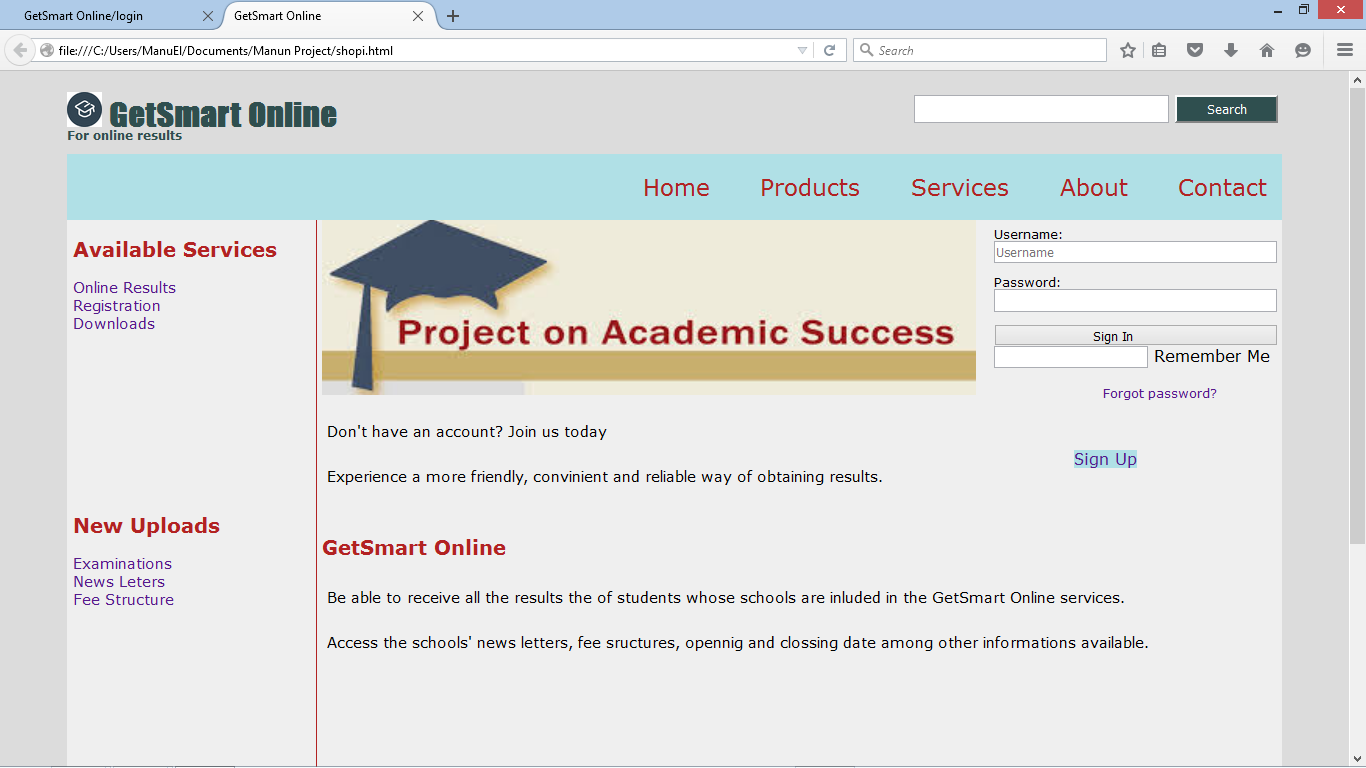 GetSmart Online/login
GetSmart Online
file:///C:/Users/ManuEl/Documents/Manun Project/shopi.html
Search
GetSmart Online
For online results
Search
Home Products Services About Contact
Available Services
Online Results
Registration
Downloads
New Uploads
Examinations
News Leters
Fee Structure
Project on Academic Success
Don't have an account? Join us today
Experience a more friendly, convinient and reliable way of obtaining results.
GetSmart Online
Be able to receive all the results the of students whose schools are inluded in the GetSmart Online services.
Access the schools' news letters, fee sructures, opennig and clossing date among other informations available.
Username:
Username
Password:
Sign In
Remember Me
Forgot password?
Sign Up